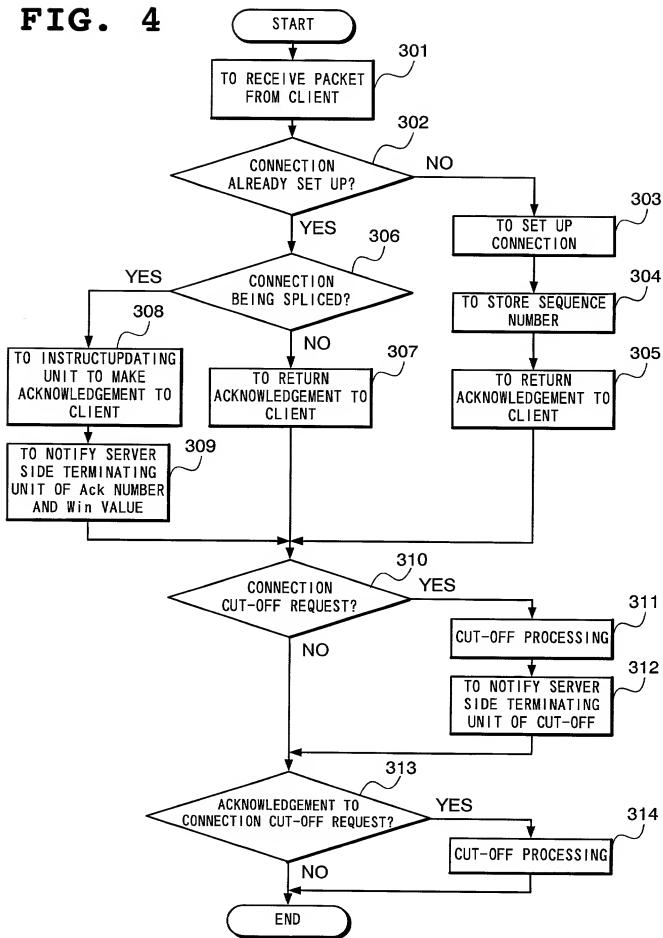 FIG. 4
START
301
TO RECEIVE PACKET
FROM CLIENT
302
CONNECTION
ALREADY SET UP?
NO
YES
303
TO SET UP
CONNECTION
304
TO STORE SEQUENCE
NUMBER
305
TO RETURN
ACKNOWLEDGEMENT TO
CLIENT
306
CONNECTION
BEING SPLICED?
YES
NO
308
TO INSTRUCTUPDATING
UNIT TO MAKE
ACKNOWLEDGEMENT TO
CLIENT
307
TO RETURN
ACKNOWLEDGEMENT TO
CLIENT
309
TO NOTIFY SERVER
SIDE TERMINATING
UNIT OF Ack NUMBER
AND Win VALUE
310
CONNECTION
CUT-OFF REQUEST?
YES
NO
311
CUT-OFF PROCESSING
312
TO NOTIFY SERVER
SIDE TERMINATING
UNIT OF CUT-OFF
313
ACKNOWLEDGEMENT TO
CONNECTION CUT-OFF REQUEST?
YES
NO
314
CUT-OFF PROCESSING
END